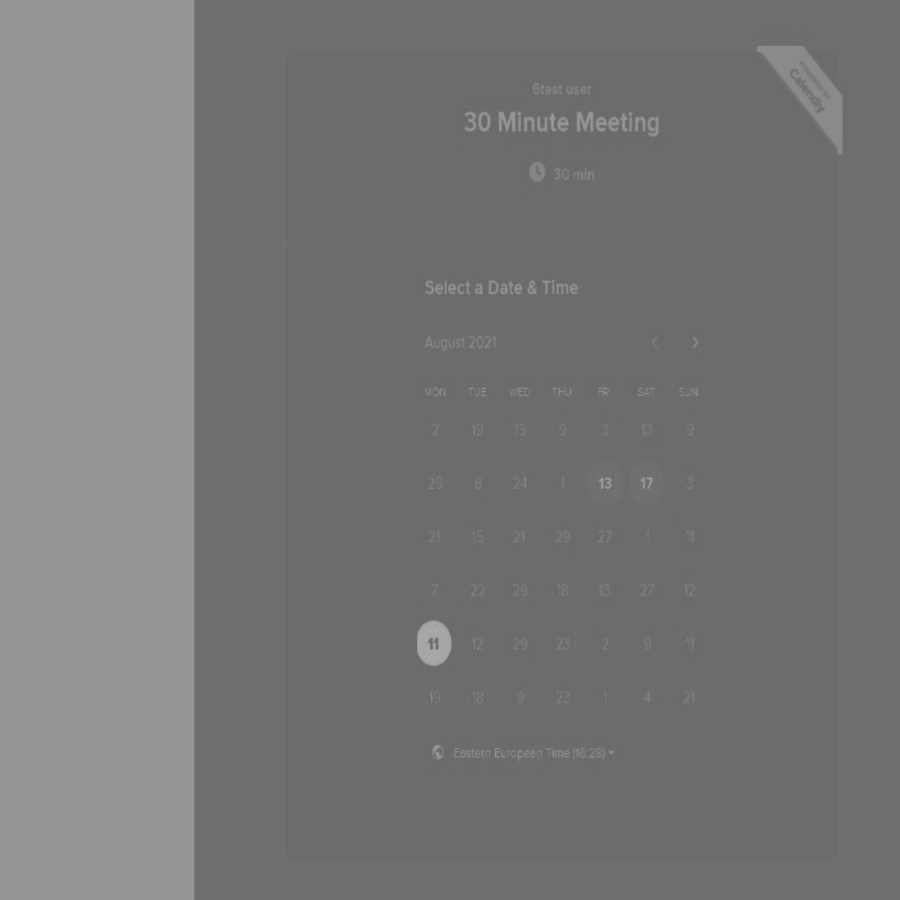 POWERED BY
Calendly
6test user
30 Minute Meeting
30 min
Select a Date & Time
August 2021
MON TUE WED THU FRI SAT SUN
2 19 15 9 3 13 9
25 8 24 1 13 17 3
21 15 21 29 27 1 11
7 22 29 18 13 27 12
11 12 29 23 2 9 11
19 18 9 23 1 4 21
Eastern European Time (16:28)